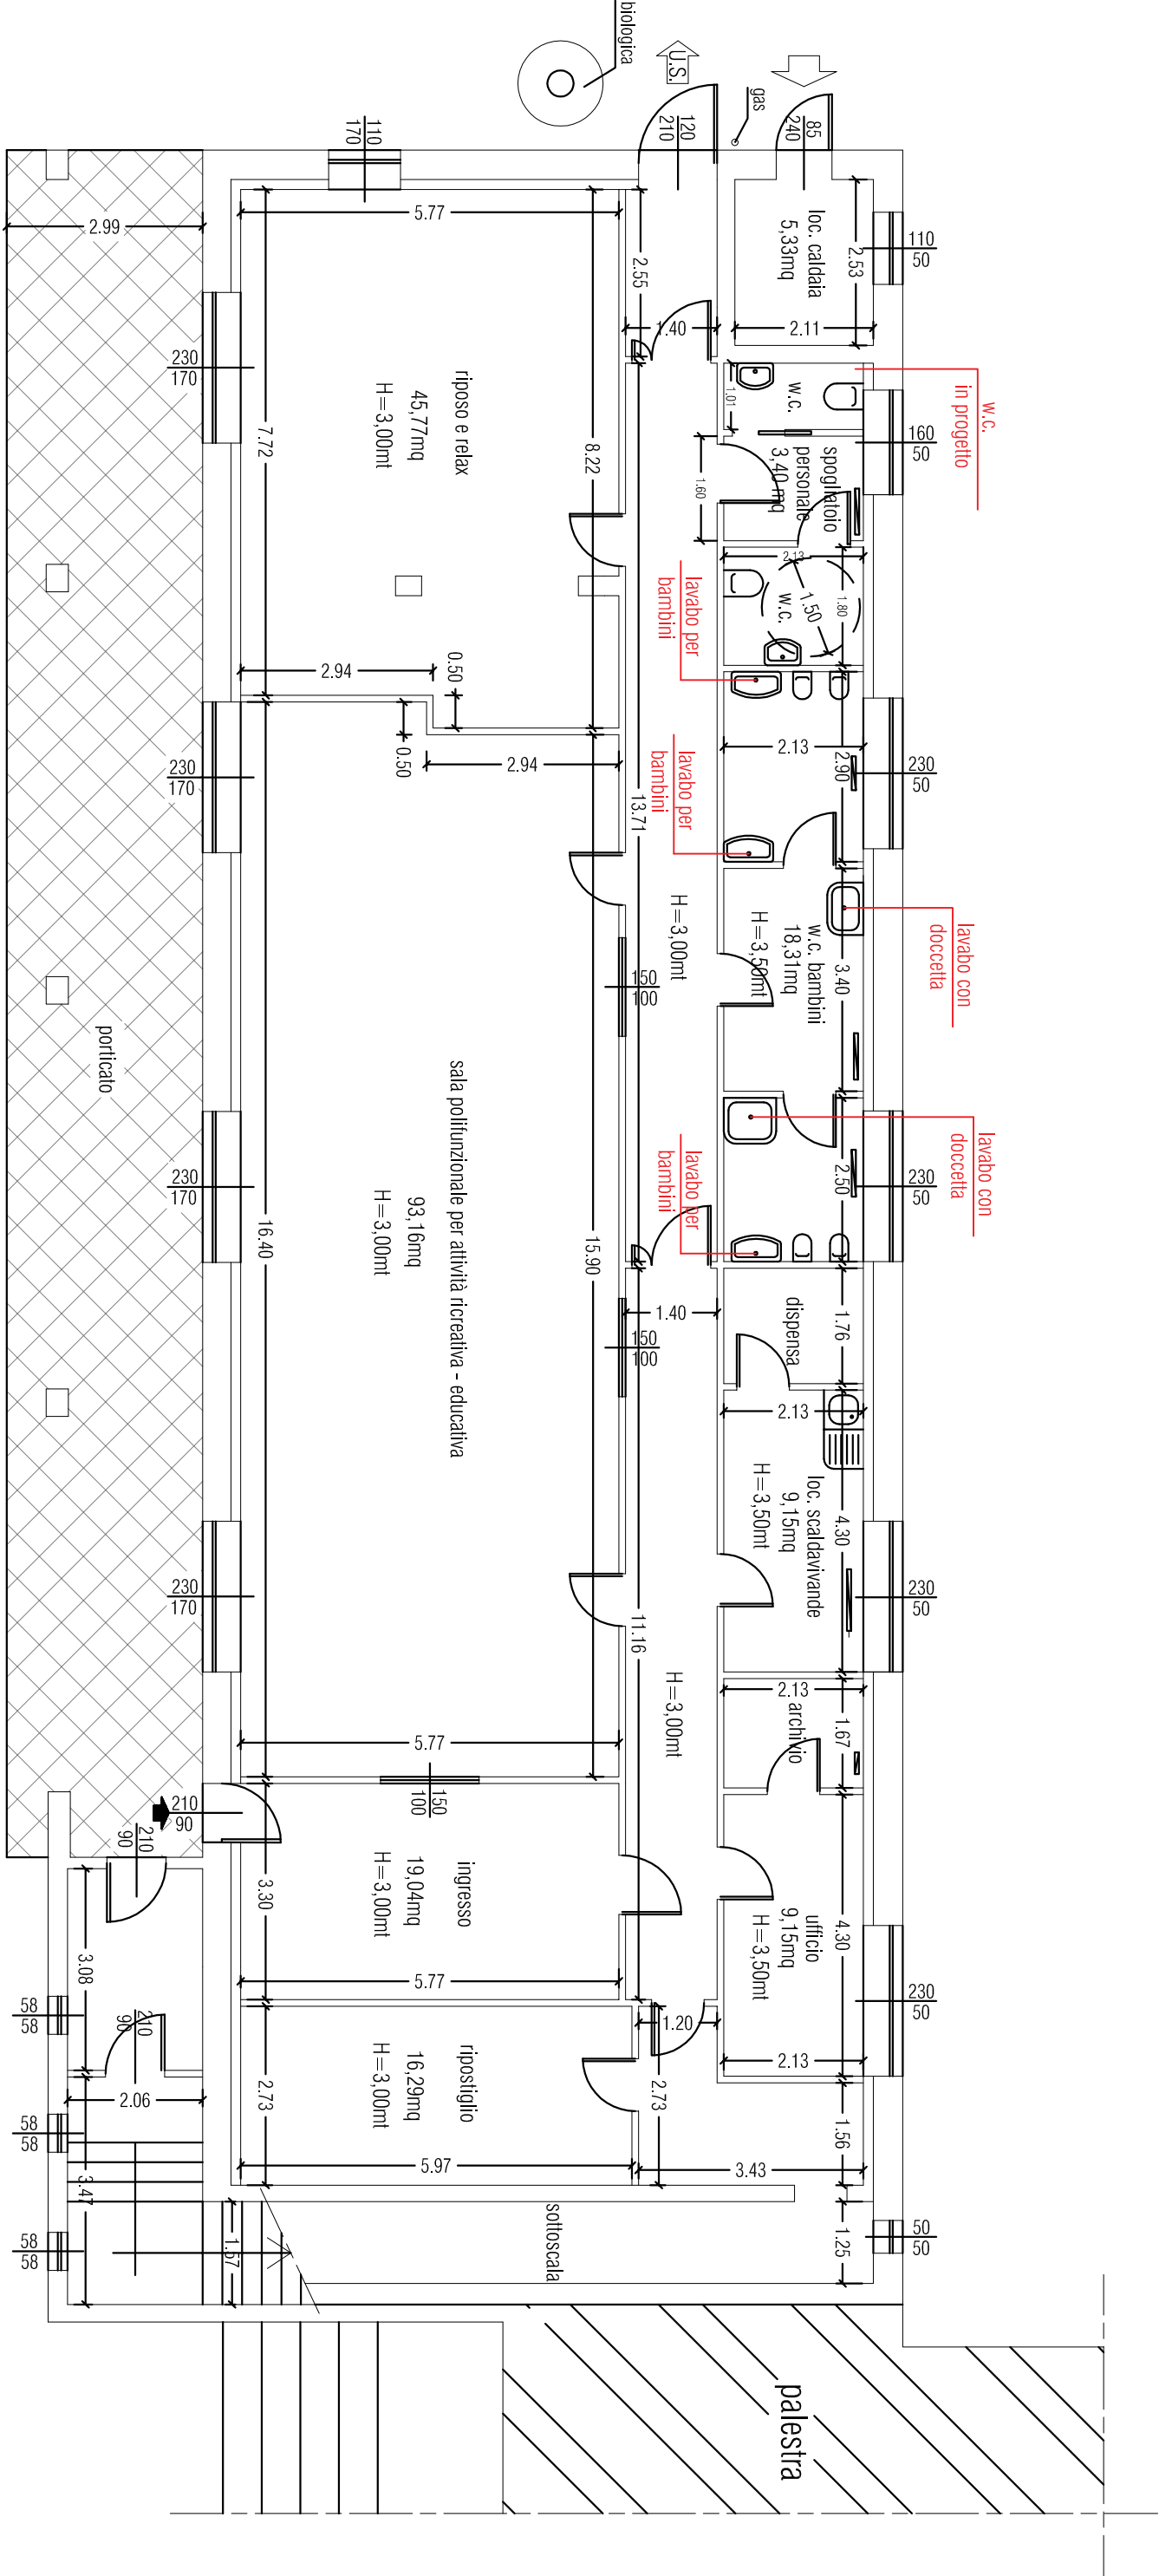 biologica
U.S.
gas
85
240
120
210
110
170
110
50
2.99
5.77
2.55
2.53
loc. caldaia
5,33mq
1.40
2.11
230
170
riposo e relax
45,77mq
H=3,00mt
7.72
8.22
w.c.
1.01
w.c.
in progetto
160
50
spogliatoio
personale
3,40 mq
1.60
2.13
1.80
1.50
w.c.
lavabo per
bambini
2.94
0.50
0.50
2.94
230
170
2.13
2.90
230
50
lavabo per
bambini
13.71
H=3,00mt
w.c. bambini
18,31mq
H=3,50mt
3.40
lavabo con
doccetta
150
100
porticato
sala polifunzionale per attività ricreativa - educativa
93,16mq
H=3,00mt
230
170
16.40
15.90
lavabo per
bambini
2.50
230
50
lavabo con
doccetta
1.40
150
100
dispensa
1.76
2.13
loc. scaldavivande
9,15mq
H=3,50mt
4.30
230
50
230
170
11.16
H=3,00mt
2.13
archivio
1.67
5.77
150
100
210
90
210
90
ingresso
19,04mq
H=3,00mt
3.30
5.77
ufficio
9,15mq
H=3,50mt
4.30
230
50
3.08
58
58
210
90
1.20
2.13
2.06
ripostiglio
16,29mq
H=3,00mt
2.73
2.73
5.97
3.43
1.56
58
58
3.47
58
58
1.57
sottoscala
1.25
50
50
palestra